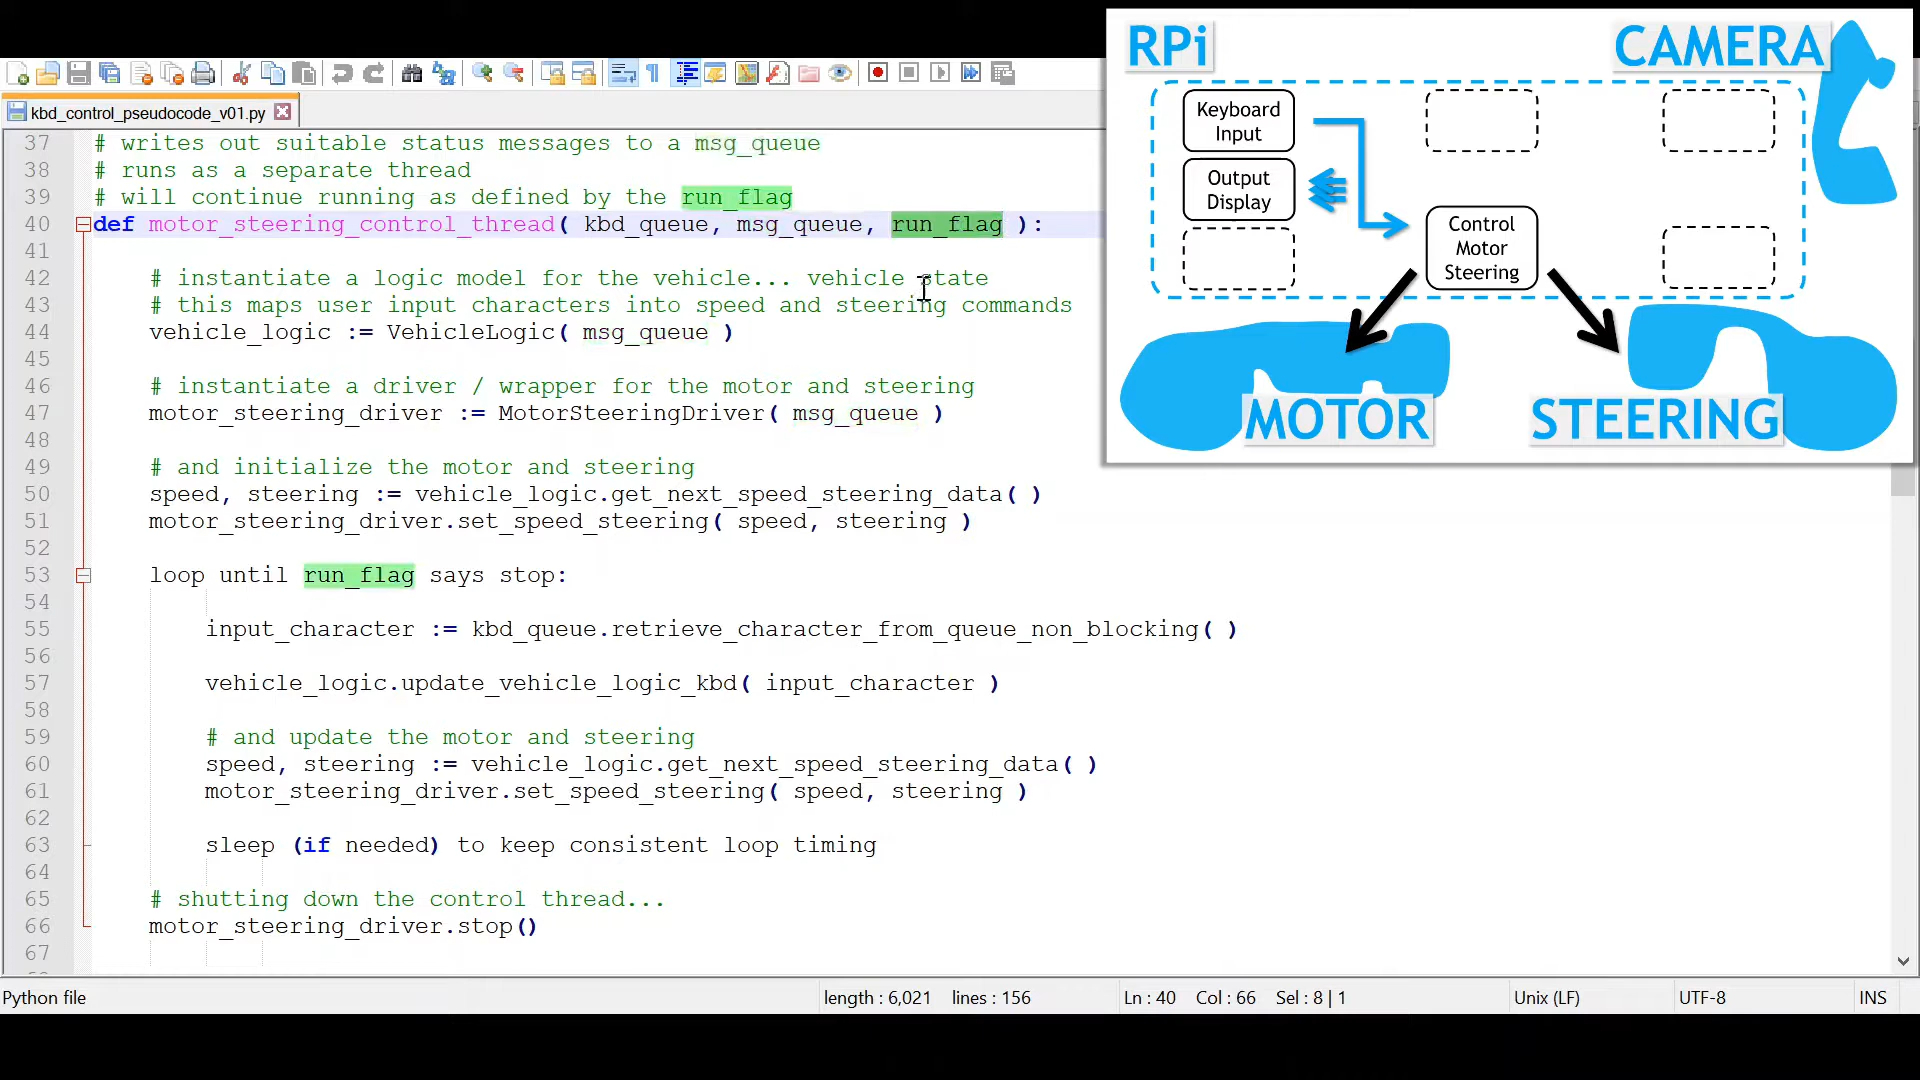 kbd_control_pseudocode_v01.py
37 # writes out suitable status messages to a msg_queue
38 # runs as a separate thread
39 # will continue running as defined by the run_flag
40 def motor_steering_control_thread( kbd_queue, msg_queue, run_flag ):
41
42 # instantiate a logic model for the vehicle... vehicle state
43 # this maps user input characters into speed and steering commands
44 vehicle_logic := VehicleLogic( msg_queue )
45
46 # instantiate a driver / wrapper for the motor and steering
47 motor_steering_driver := MotorSteeringDriver( msg_queue )
48
49 # and initialize the motor and steering
50 speed, steering := vehicle_logic.get_next_speed_steering_data( )
51 motor_steering_driver.set_speed_steering( speed, steering )
52
53 loop until run_flag says stop:
54
55 input_character := kbd_queue.retrieve_character_from_queue_non_blocking( )
56
57 vehicle_logic.update_vehicle_logic_kbd( input_character )
58
59 # and update the motor and steering
60 speed, steering := vehicle_logic.get_next_speed_steering_data( )
61 motor_steering_driver.set_speed_steering( speed, steering )
62
63 sleep (if needed) to keep consistent loop timing
64
65 # shutting down the control thread...
66 motor_steering_driver.stop()
67
RPi
CAMERA
Keyboard
Input
Output
Display
Control
Motor
Steering
MOTOR
STEERING
Python file
length : 6,021 lines : 156
Ln : 40 Col : 66 Sel : 8 | 1
Unix (LF)
UTF-8
INS